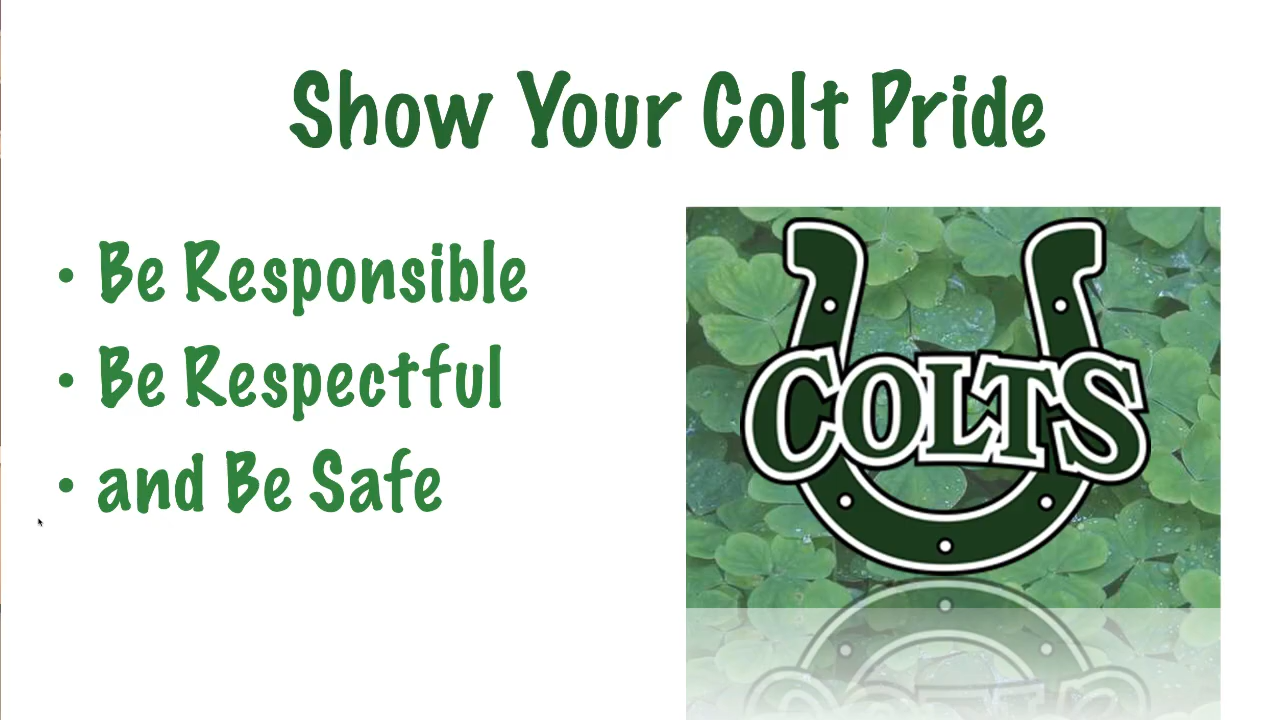 Show Your Colt Pride
• Be Responsible
• Be Respectful
• and Be Safe
COLTS